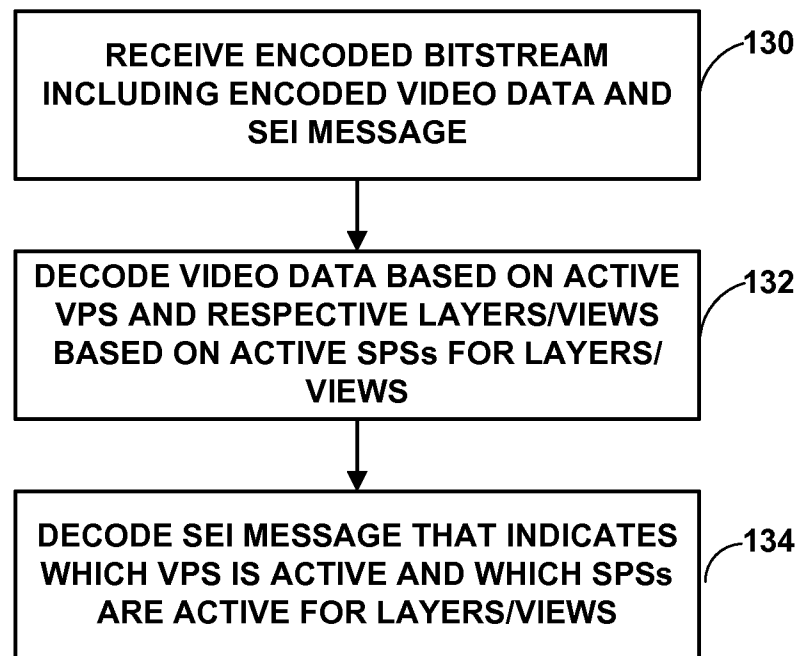 RECEIVE ENCODED BITSTREAM
INCLUDING ENCODED VIDEO DATA AND
SEI MESSAGE
130
DECODE VIDEO DATA BASED ON ACTIVE
VPS AND RESPECTIVE LAYERS/VIEWS
BASED ON ACTIVE SPSs FOR LAYERS/
VIEWS
132
DECODE SEI MESSAGE THAT INDICATES
WHICH VPS IS ACTIVE AND WHICH SPSs
ARE ACTIVE FOR LAYERS/VIEWS
134